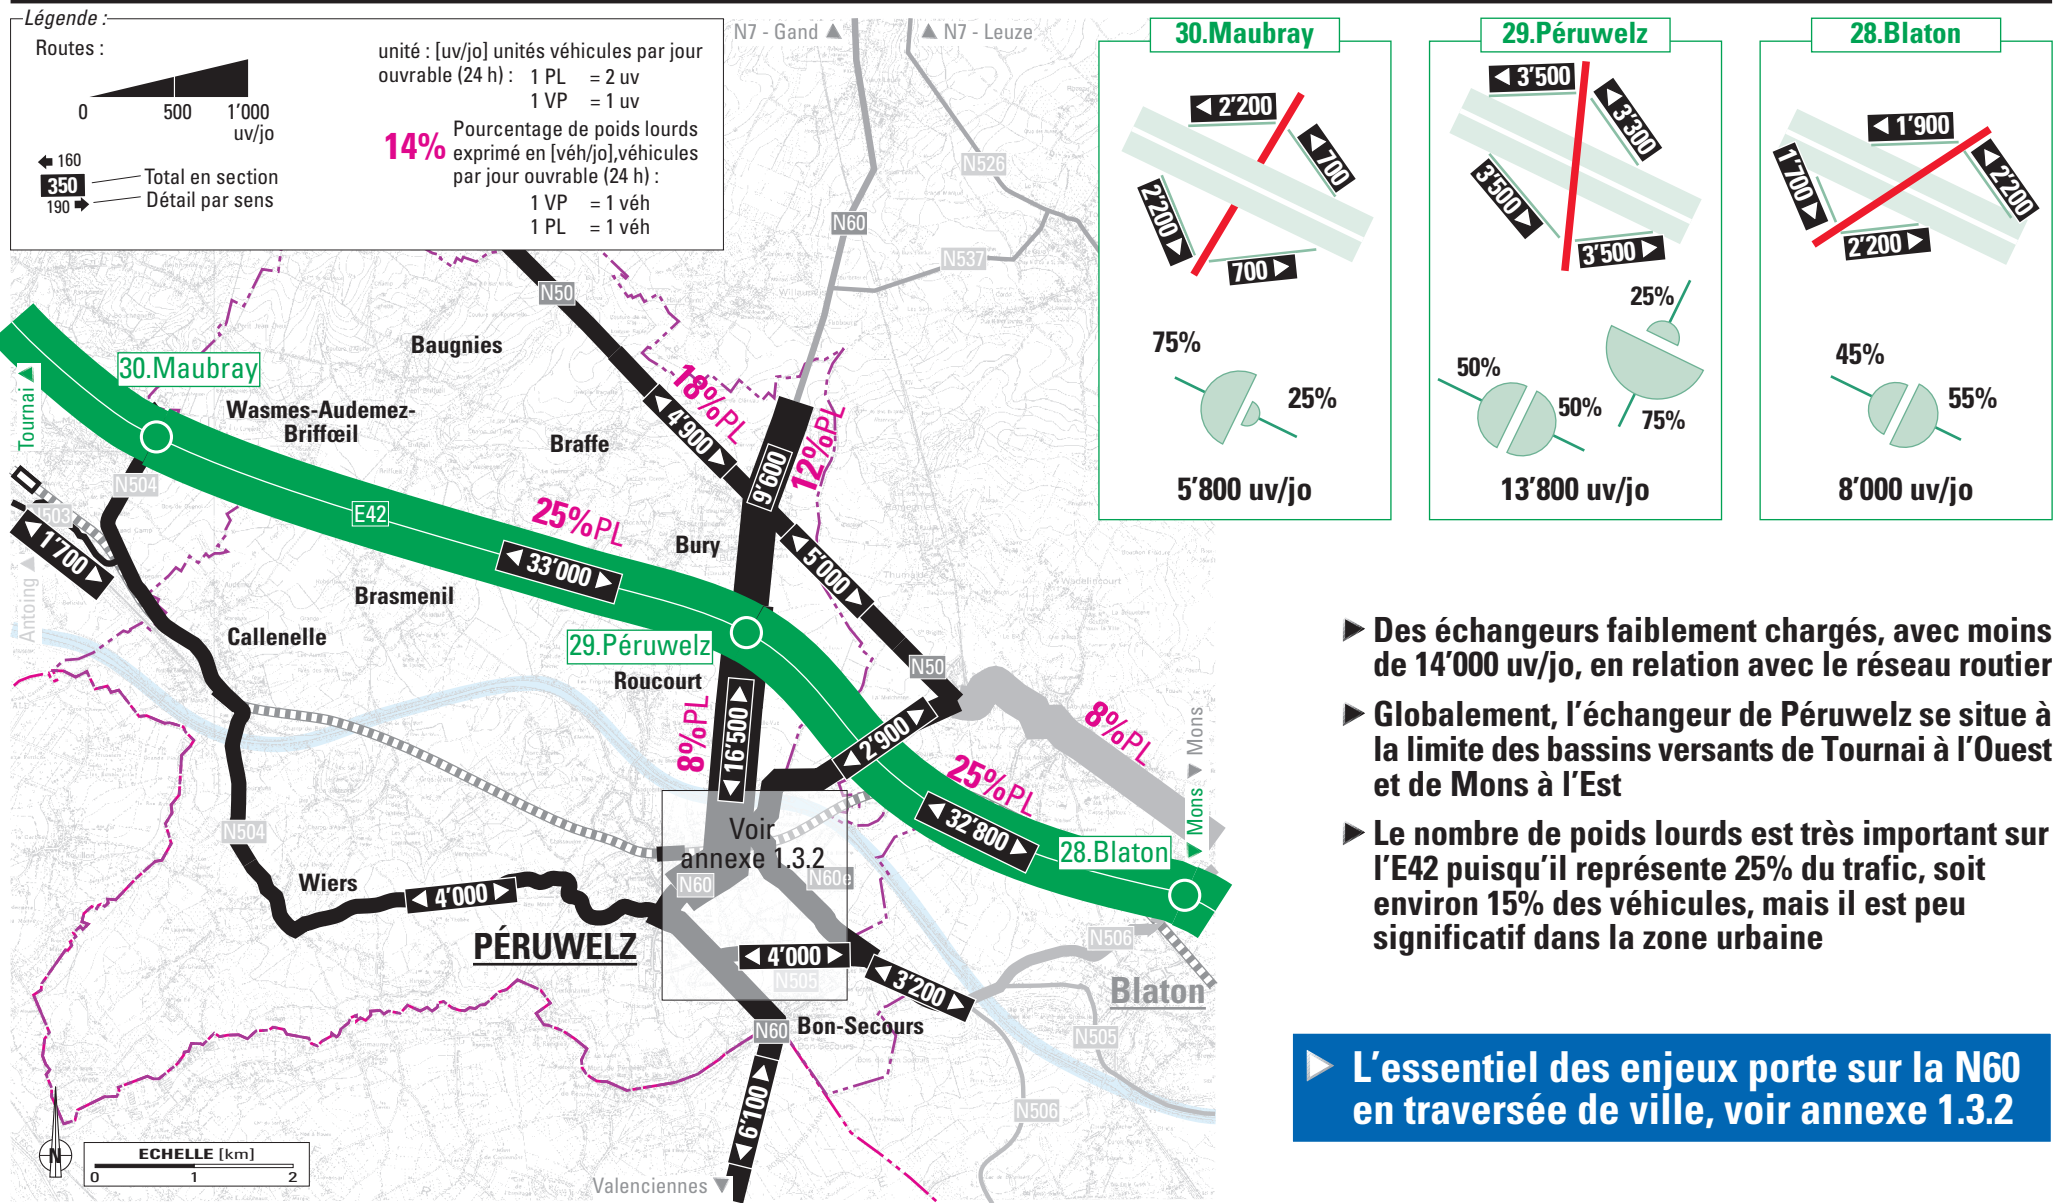 Légende :
Routes :
0 500 1'000
uv/jo
160
350
190
Total en section
Détail par sens
unité : [uv/jo] unités véhicules par jour
ouvrable (24 h) : 1 PL = 2 uv
1 VP = 1 uv
14%
Pourcentage de poids lourds
exprimé en [véh/jo],véhicules
par jour ouvrable (24 h) :
1 VP = 1 véh
1 PL = 1 véh
N7 - Gand ▲
▲ N7 - Leuze
N526
N60
N537
N50
Baugnies
30.Maubray
Tournai ▲
Wasmes-Audemez-
Briffœil
Braffe
18%PL
◄ 4'900 ►
9'600
12%PL
N504
N503
◄ 1'700 ►
Antoing ▲
E42
25%PL
◄ 33'000 ►
Bury
◄ 5'000 ►
Brasmenil
Callenelle
29.Péruwelz
Roucourt
N50
8%PL
◄ 16'500 ►
◄ 2'900 ►
8%PL
25%PL
◄ 32'800 ►
28.Blaton
▼ Mons ▼ Mons
Voir
annexe 1.3.2
N60
N60e
N504
Wiers
◄ 4'000 ►
PÉRUWELZ
◄ 4'000 ►
N505
◄ 3'200 ►
N506
Blaton
N60
Bon-Secours
N505
N506
◄ 6'100 ►
Valenciennes ▼
N
ECHELLE [km]
0 1 2
30.Maubray
◄ 2'200
◄ 700
2'200 ►
700 ►
75%
25%
5'800 uv/jo
29.Péruwelz
◄ 3'500
◄ 3'300
3'500 ►
3'500 ►
25%
50%
50%
75%
13'800 uv/jo
28.Blaton
◄ 1'900
1'700 ►
◄ 2'200
2'200 ►
45%
55%
8'000 uv/jo
► Des échangeurs faiblement chargés, avec moins
de 14'000 uv/jo, en relation avec le réseau routier
► Globalement, l'échangeur de Péruwelz se situe à
la limite des bassins versants de Tournai à l'Ouest
et de Mons à l'Est
► Le nombre de poids lourds est très important sur
l'E42 puisqu'il représente 25% du trafic, soit
environ 15% des véhicules, mais il est peu
significatif dans la zone urbaine
► L'essentiel des enjeux porte sur la N60
en traversée de ville, voir annexe 1.3.2